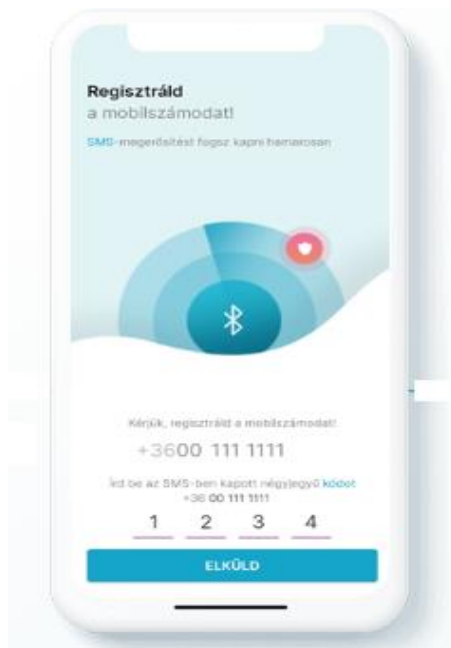 Regisztráld
a mobilszámodat!
SMS-megerősítést fogsz kapni hamarosan
Kérjük, regisztráld a mobilszámodat!
+3600 111 1111
Írd be az SMS-ben kapott négyjegyű kódot
+36 00 111 1111
1 2 3 4
ELKÜLD